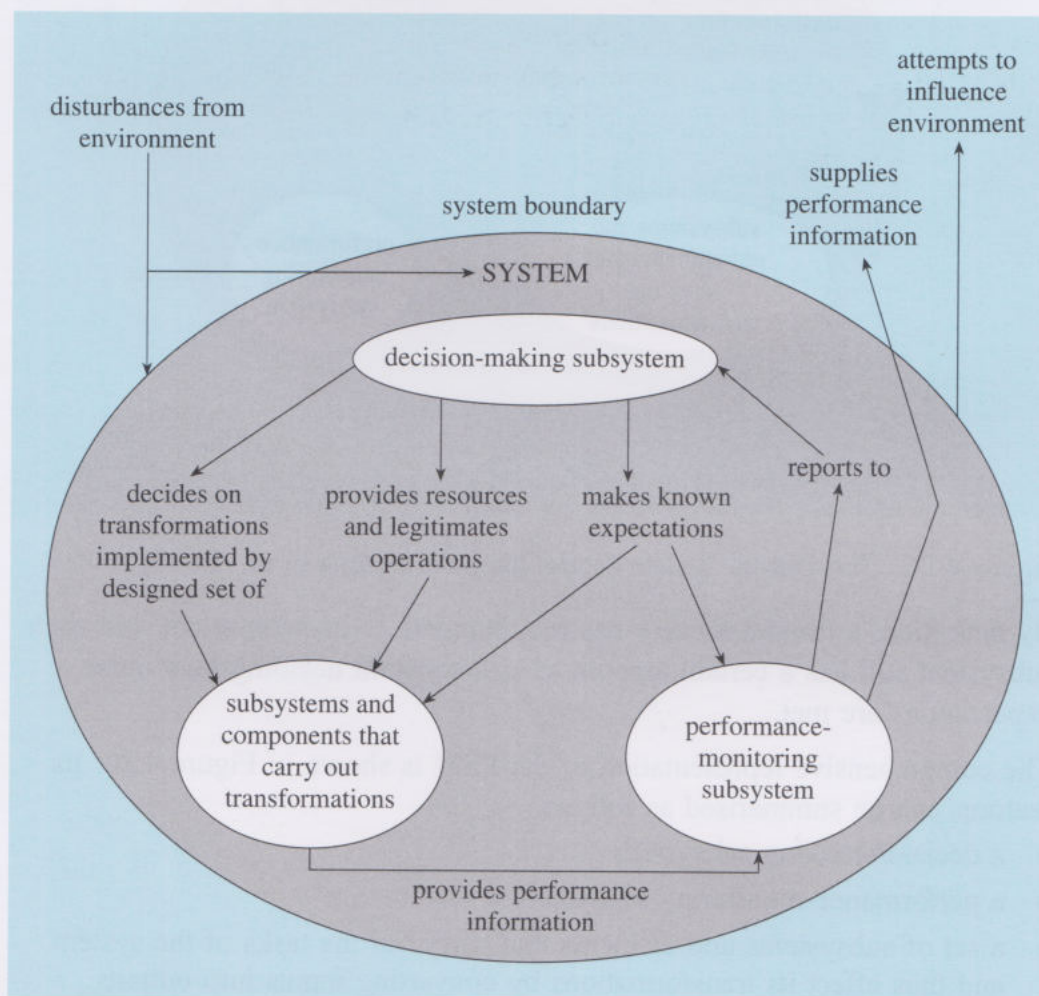 disturbances from
environment
attempts to
influence
environment
supplies
performance
information
system boundary
SYSTEM
decision-making subsystem
decides on
transformations
implemented by
designed set of
provides resources
and legitimates
operations
makes known
expectations
reports to
subsystems and
components that
carry out
transformations
performance-
monitoring
subsystem
provides performance
information